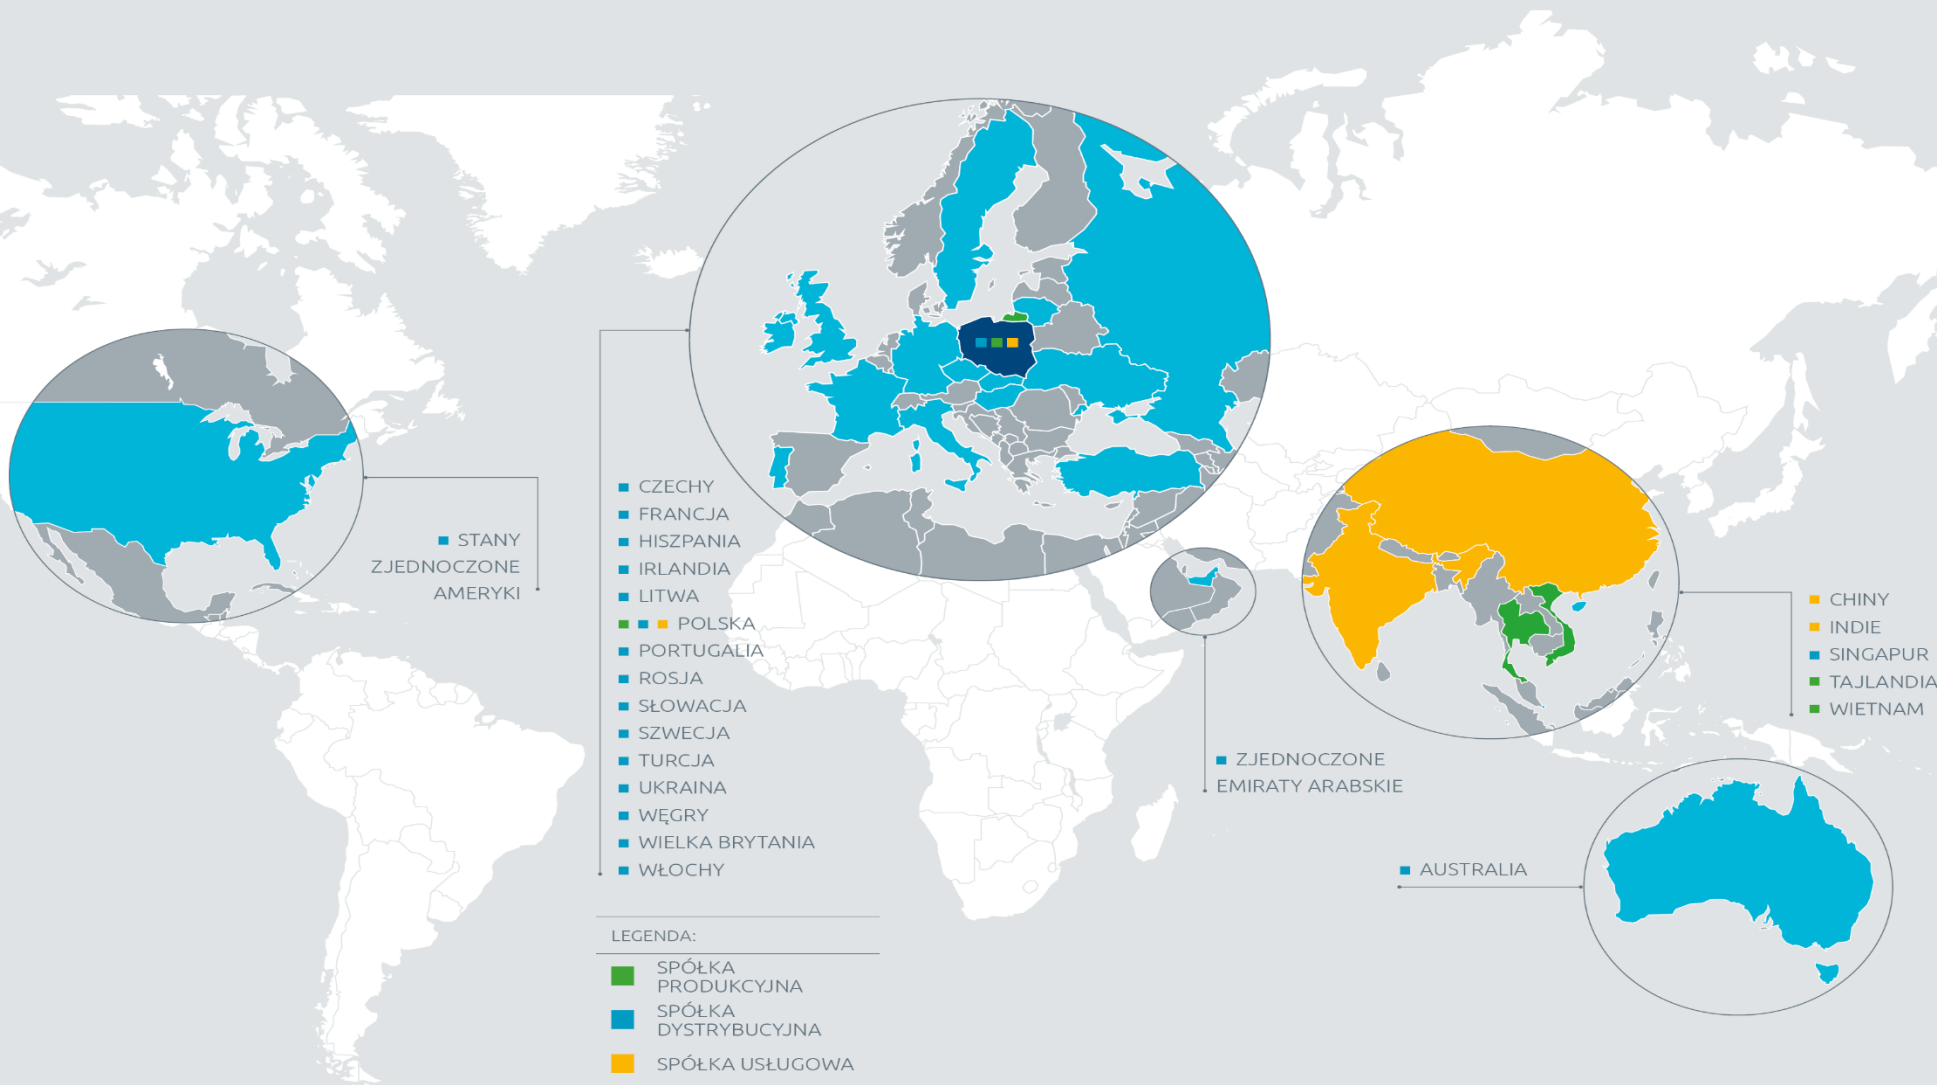 STANY
ZJEDNOCZONE
AMERYKI
CZECHY
FRANCJA
HISZPANIA
IRLANDIA
LITWA
POLSKA
PORTUGALIA
ROSJA
SŁOWACJA
SZWECJA
TURCJA
UKRAINA
WĘGRY
WIELKA BRYTANIA
WŁOCHY
ZJEDNOCZONE
EMIRATY ARABSKIE
CHINY
INDIE
SINGAPUR
TAJLANDIA
WIETNAM
AUSTRALIA
LEGENDA:
SPÓŁKA
PRODUKCYJNA
SPÓŁKA
DYSTRYBUCYJNA
SPÓŁKA USŁUGOWA